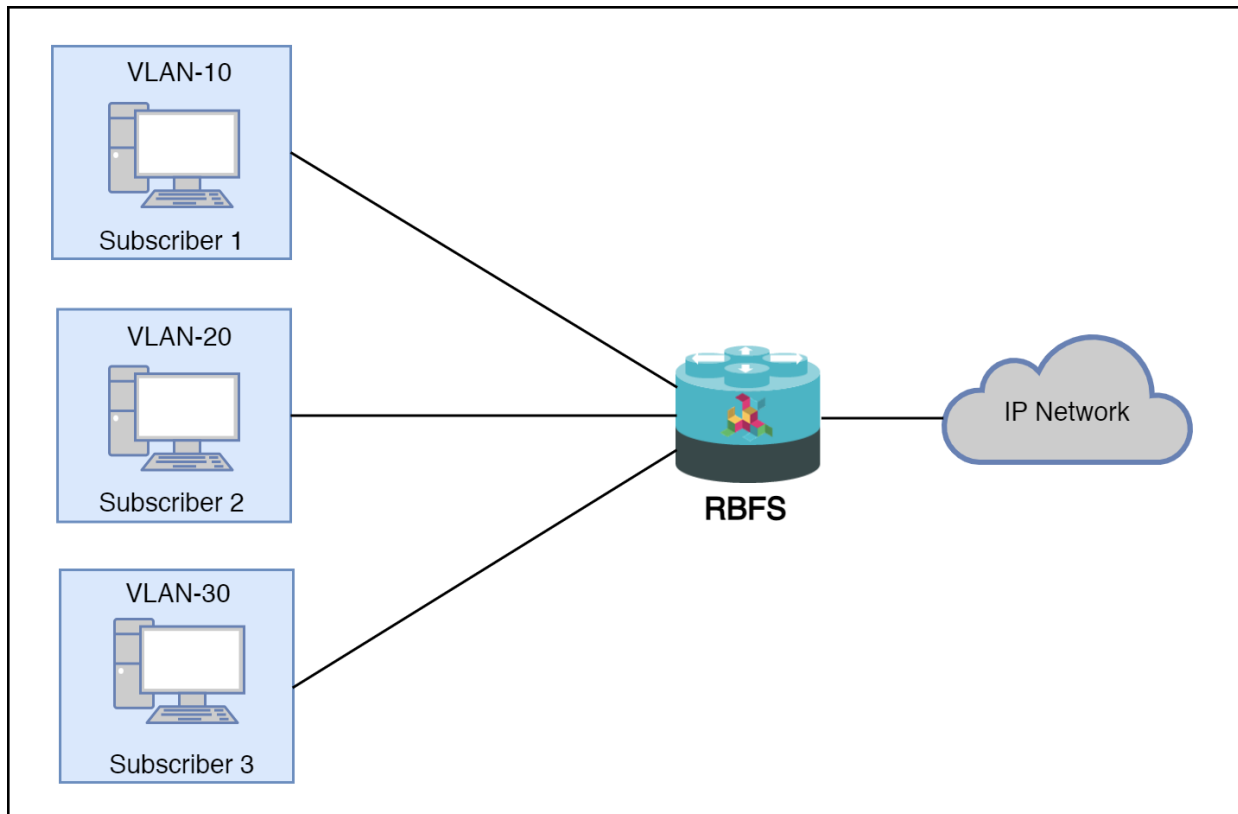 VLAN-10
Subscriber 1
VLAN-20
Subscriber 2
VLAN-30
Subscriber 3
RBFS
IP Network